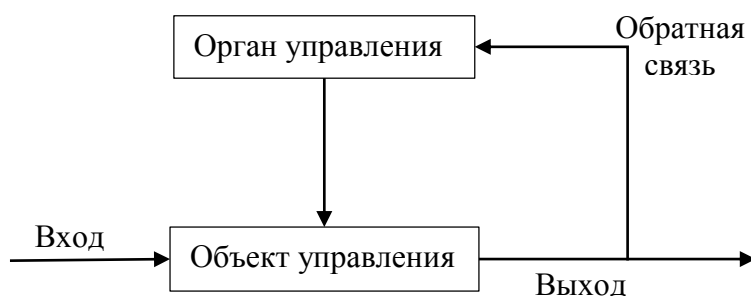 Орган управления
Обратная
связь
Вход
Объект управления
Выход